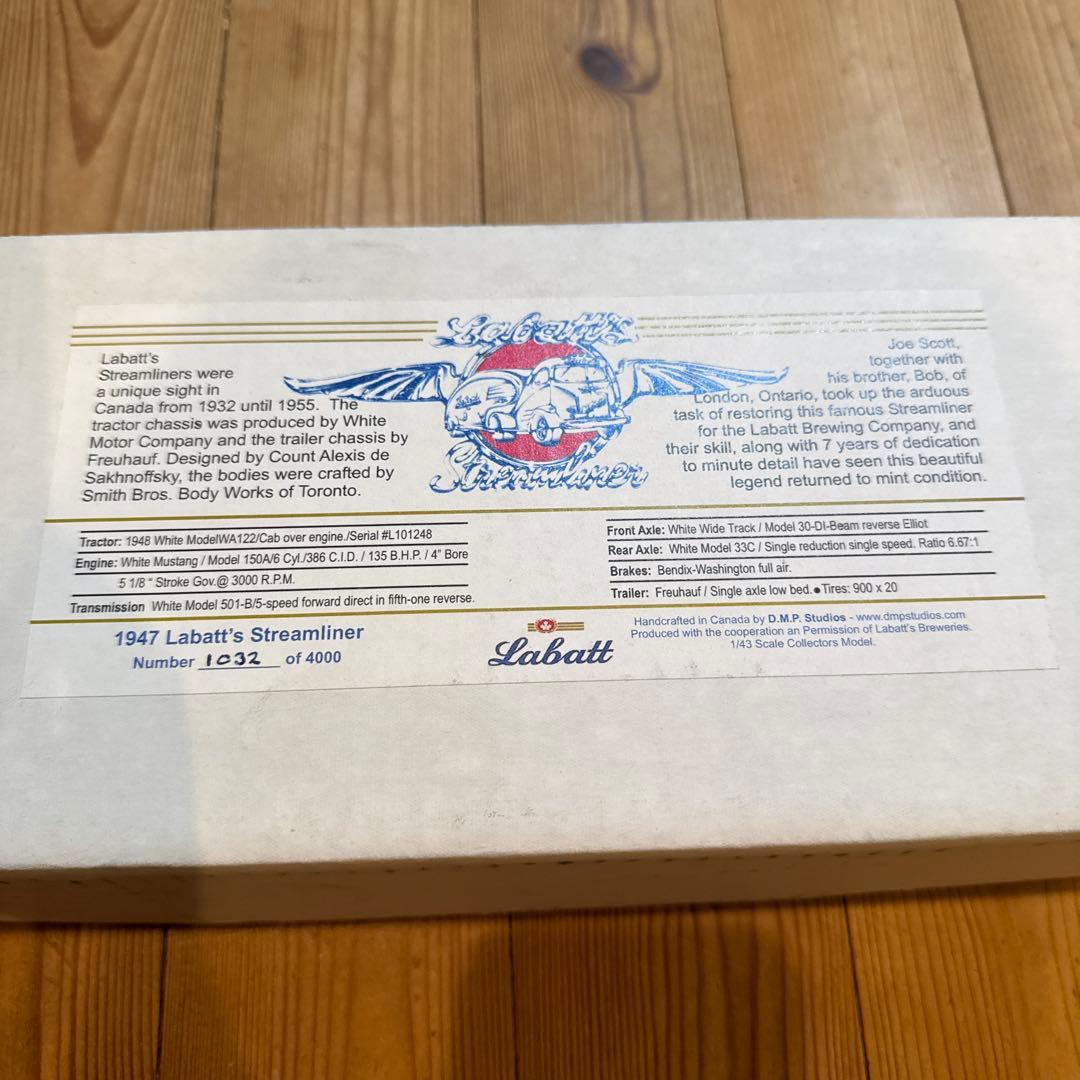 Labatt's
Labatt's
Streamliners were
a unique sight in
Canada from 1932 until 1955. The
tractor chassis was produced by White
Motor Company and the trailer chassis by
Freuhauf. Designed by Count Alexis de
Sakhnoffsky, the bodies were crafted by
Smith Bros. Body Works of Toronto.
Streamliner
Joe Scott,
together with
his brother, Bob, of
London, Ontario, took up the arduous
task of restoring this famous Streamliner
for the Labatt Brewing Company, and
their skill, along with 7 years of dedication
to minute detail have seen this beautiful
legend returned to mint condition.
Tractor: 1948 White ModelWA122/Cab over engine./Serial #L101248
Engine: White Mustang / Model 150A/6 Cyl./386 C.I.D. / 135 B.H.P. / 4" Bore
5 1/8 " Stroke Gov.@ 3000 R.P.M.
Transmission White Model 501-B/5-speed forward direct in fifth-one reverse.
Front Axle: White Wide Track / Model 30-DI-Beam reverse Elliot
Rear Axle: White Model 33C / Single reduction single speed. Ratio 6.67:1
Brakes: Bendix-Washington full air.
Trailer: Freuhauf / Single axle low bed. ● Tires: 900 x 20
1947 Labatt's Streamliner
Number 1032 of 4000
Labatt
Handcrafted in Canada by D.M.P. Studios - www.dmpstudios.com
Produced with the cooperation an Permission of Labatt's Breweries.
1/43 Scale Collectors Model.